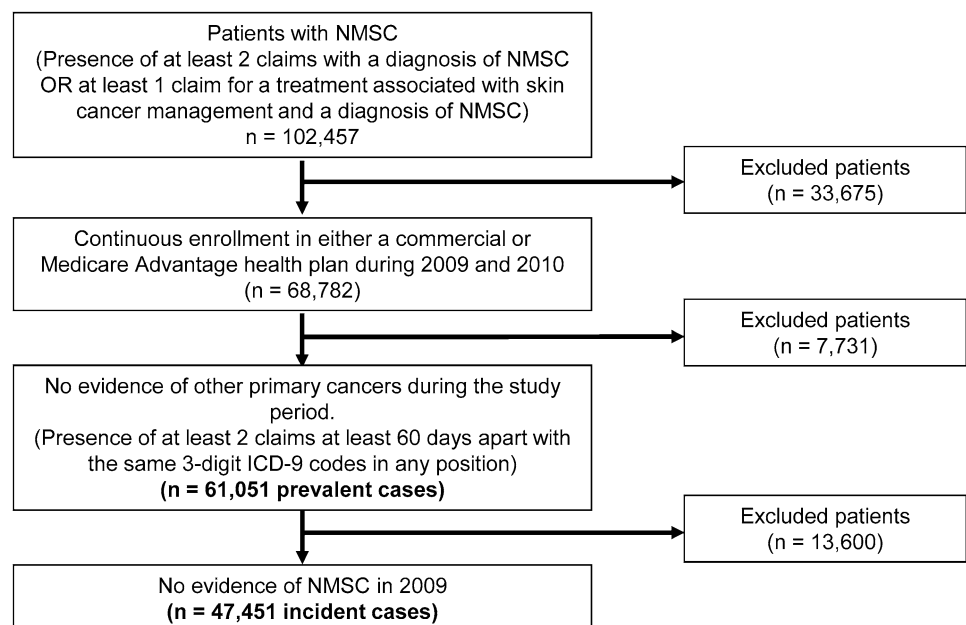 Patients with NMSC
(Presence of at least 2 claims with a diagnosis of NMSC
OR at least 1 claim for a treatment associated with skin
cancer management and a diagnosis of NMSC)
n = 102,457
Excluded patients
(n = 33,675)
Continuous enrollment in either a commercial or
Medicare Advantage health plan during 2009 and 2010
(n = 68,782)
Excluded patients
(n = 7,731)
No evidence of other primary cancers during the study
period.
(Presence of at least 2 claims at least 60 days apart with
the same 3-digit ICD-9 codes in any position)
(n = 61,051 prevalent cases)
Excluded patients
(n = 13,600)
No evidence of NMSC in 2009
(n = 47,451 incident cases)